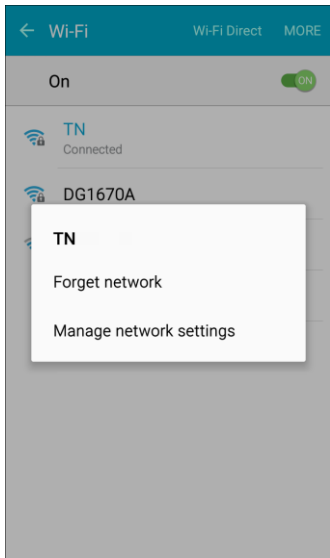 Wi-Fi Wi-Fi Direct MORE
On ON
TN
Connected
DG1670A
TN
Forget network
Manage network settings